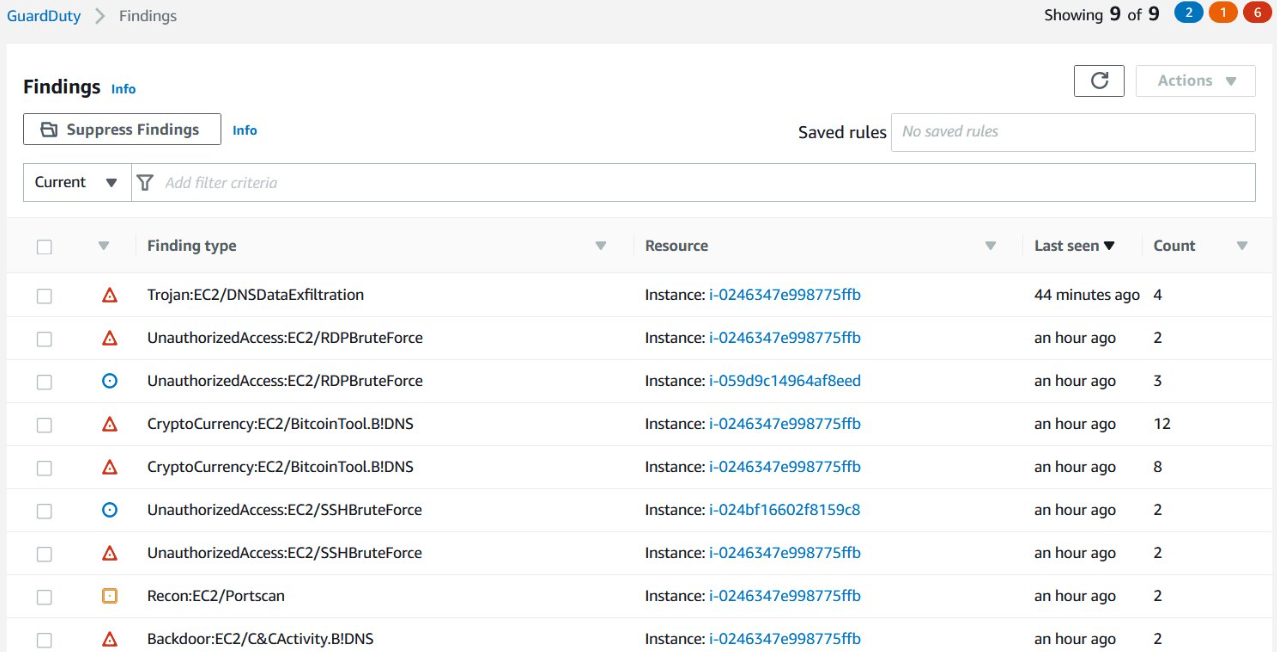 GuardDuty > Findings Showing 9 of 9 2 1 6
Findings Info Actions
Suppress Findings Info Saved rules No saved rules
Current Add filter criteria
Finding type Resource Last seen Count
Trojan:EC2/DNSDataExfiltration Instance: i-0246347e998775ffb 44 minutes ago 4
UnauthorizedAccess:EC2/RDPBruteForce Instance: i-0246347e998775ffb an hour ago 2
UnauthorizedAccess:EC2/RDPBruteForce Instance: i-059d9c14964af8eed an hour ago 3
CryptoCurrency:EC2/BitcoinTool.B!DNS Instance: i-0246347e998775ffb an hour ago 12
CryptoCurrency:EC2/BitcoinTool.B!DNS Instance: i-0246347e998775ffb an hour ago 8
UnauthorizedAccess:EC2/SSHBruteForce Instance: i-024bf16602f8159c8 an hour ago 2
UnauthorizedAccess:EC2/SSHBruteForce Instance: i-0246347e998775ffb an hour ago 2
Recon:EC2/Portscan Instance: i-0246347e998775ffb an hour ago 2
Backdoor:EC2/C&CActivity.B!DNS Instance: i-0246347e998775ffb an hour ago 2